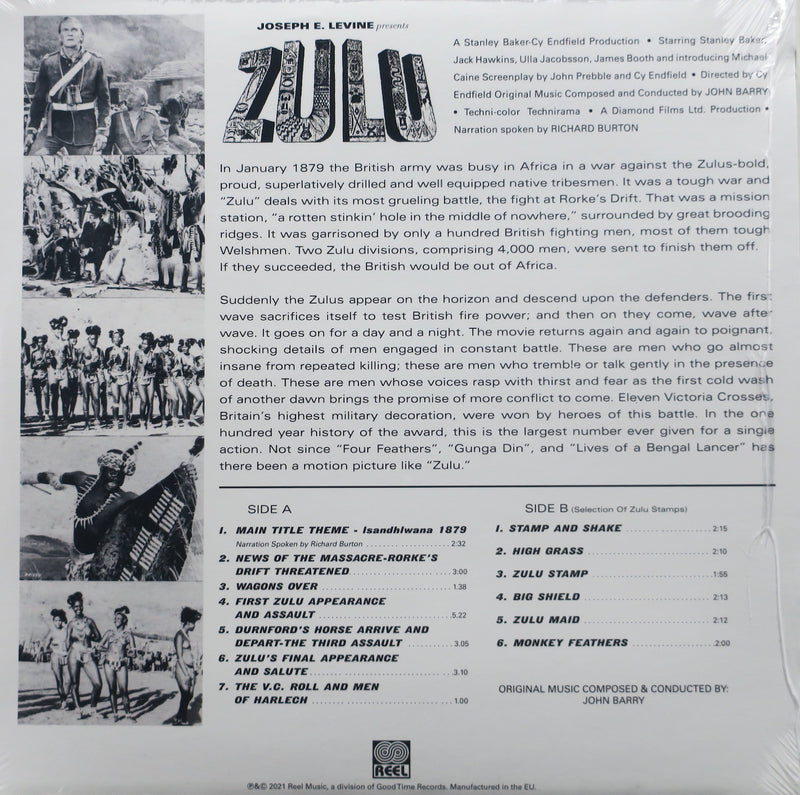 JOSEPH E. LEVINE presents
ZULU
A Stanley Baker-Cy Endfield Production • Starring Stanley Baker,
Jack Hawkins, Ulla Jacobsson, James Booth and introducing Michael
Caine Screenplay by John Prebble and Cy Endfield • Directed by Cy
Endfield Original Music Composed and Conducted by JOHN BARRY
• Techni-color Technirama • A Diamond Films Ltd. Production •
Narration spoken by RICHARD BURTON
In January 1879 the British army was busy in Africa in a war against the Zulus-bold,
proud, superlatively drilled and well equipped native tribesmen. It was a tough war and
“Zulu” deals with its most grueling battle, the fight at Rorke’s Drift. That was a mission
station, “a rotten stinkin’ hole in the middle of nowhere,” surrounded by great brooding
ridges. It was garrisoned by only a hundred British fighting men, most of them tough
Welshmen. Two Zulu divisions, comprising 4,000 men, were sent to finish them off.
If they succeeded, the British would be out of Africa.
Suddenly the Zulus appear on the horizon and descend upon the defenders. The first
wave sacrifices itself to test British fire power; and then on they come, wave after
wave. It goes on for a day and a night. The movie returns again and again to poignant,
shocking details of men engaged in constant battle. These are men who go almost
insane from repeated killing; these are men who tremble or talk gently in the presence
of death. These are men whose voices rasp with thirst and fear as the first cold wash
of another dawn brings the promise of more conflict to come. Eleven Victoria Crosses,
Britain’s highest military decoration, were won by heroes of this battle. In the one
hundred year history of the award, this is the largest number ever given for a single
action. Not since “Four Feathers”, “Gunga Din”, and “Lives of a Bengal Lancer” has
there been a motion picture like “Zulu.”
SIDE A
1. MAIN TITLE THEME - Isandhlwana 1879
Narration Spoken by Richard Burton 2:32
2. NEWS OF THE MASSACRE-RORKE’S
DRIFT THREATENED 3:00
3. WAGONS OVER 1.38
4. FIRST ZULU APPEARANCE
AND ASSAULT 5.22
5. DURNFORD’S HORSE ARRIVE AND
DEPART-THE THIRD ASSAULT 3.05
6. ZULU’S FINAL APPEARANCE
AND SALUTE 3.10
7. THE V.C. ROLL AND MEN
OF HARLECH 1.00
SIDE B (Selection Of Zulu Stamps)
1. STAMP AND SHAKE 2:15
2. HIGH GRASS 2:10
3. ZULU STAMP 1:55
4. BIG SHIELD 2:13
5. ZULU MAID 2:12
6. MONKEY FEATHERS 2:00
ORIGINAL MUSIC COMPOSED & CONDUCTED BY:
JOHN BARRY
REEL
℗&© 2021 Reel Music, a division of GoodTime Records. Manufactured in the EU.